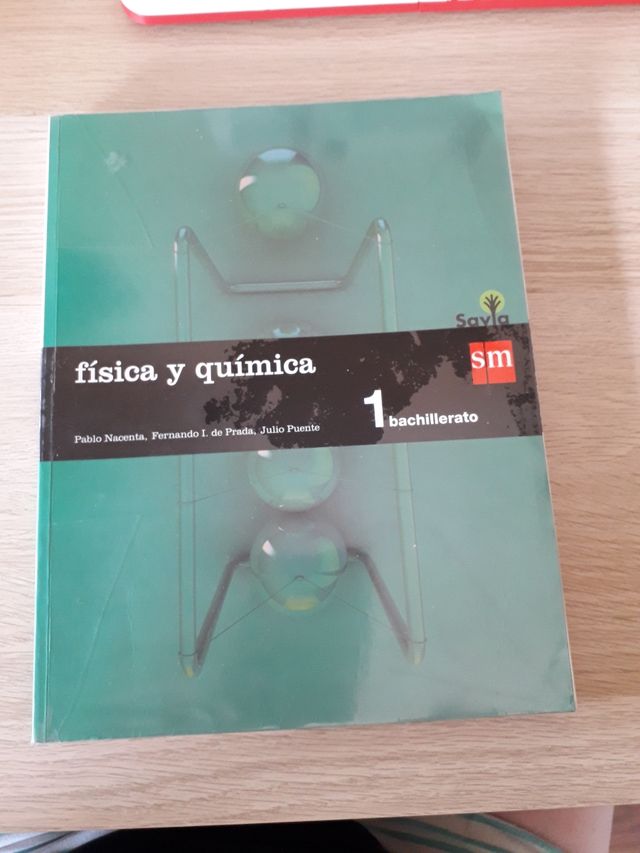 Savia
sm
física y química
1 bachillerato
Pablo Nacenta, Fernando I. de Prada, Julio Puente